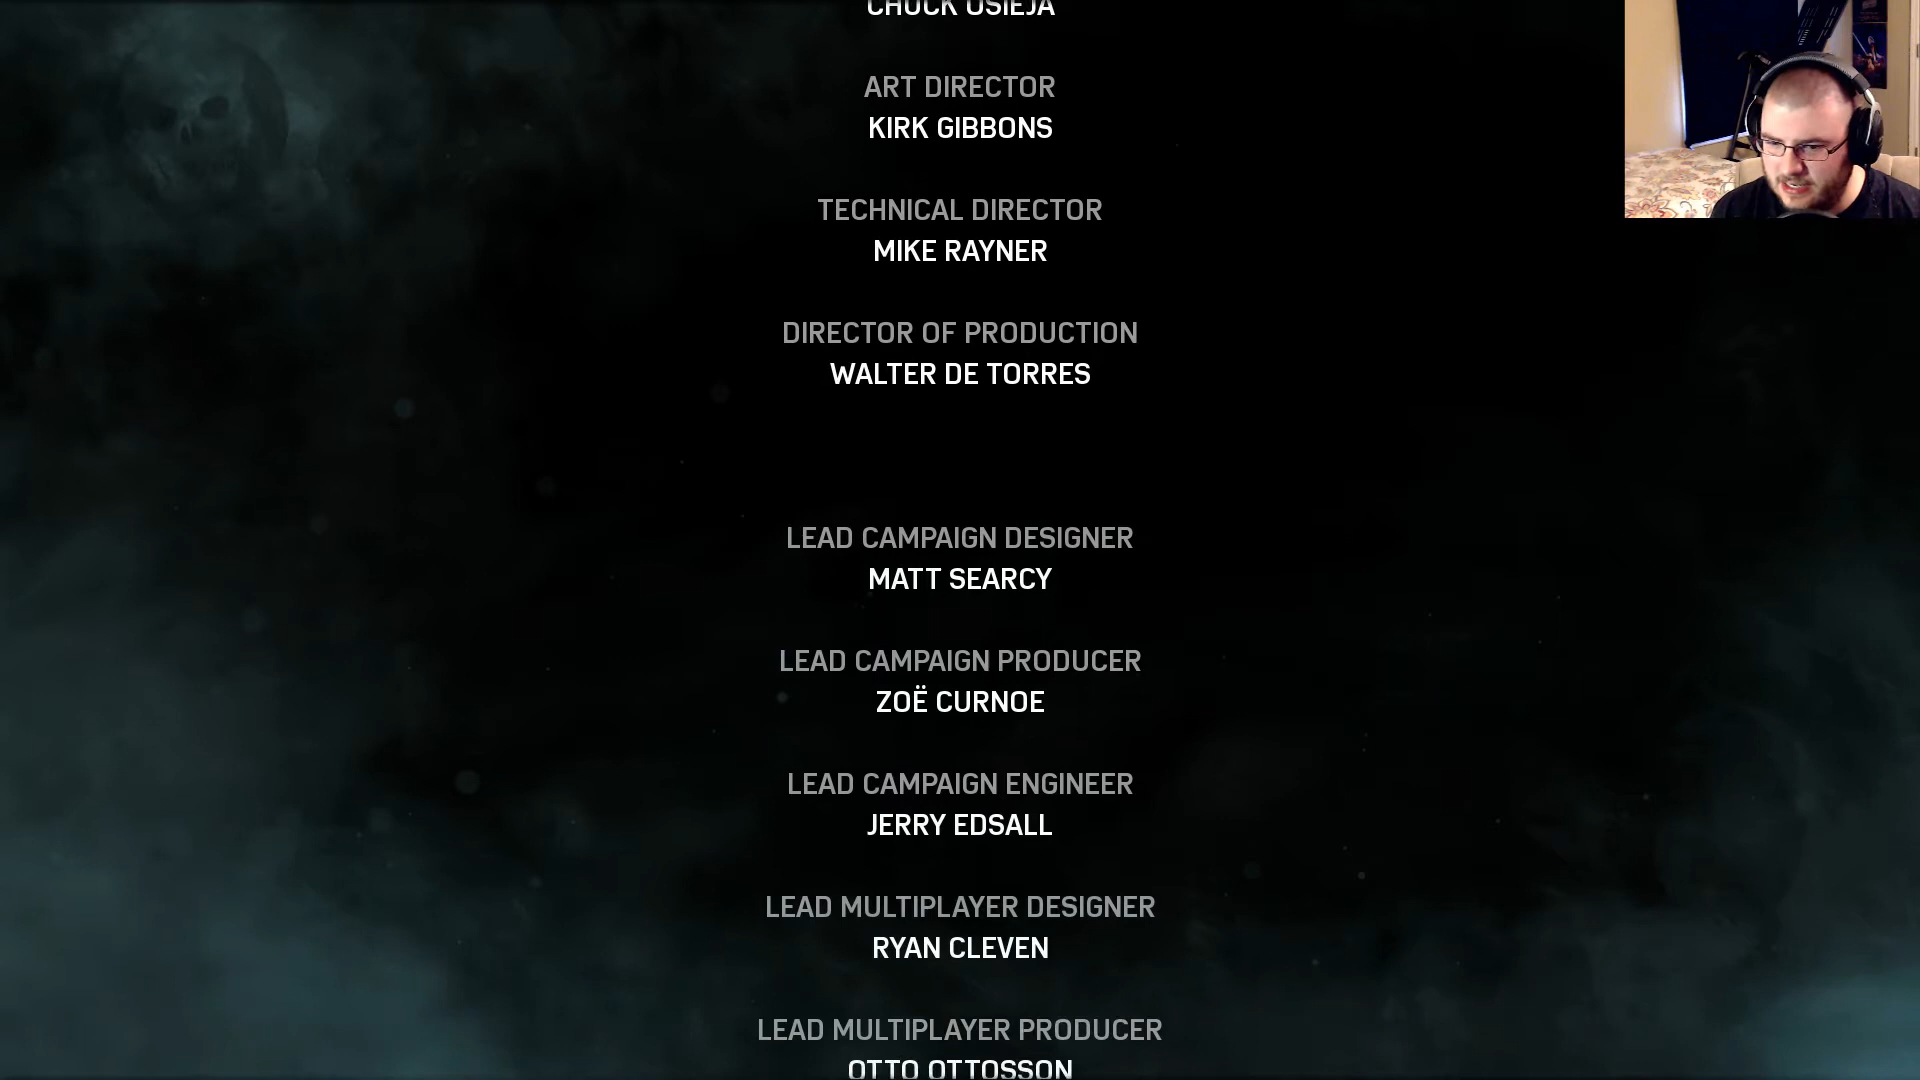 CHUCK OSIEJA
ART DIRECTOR
KIRK GIBBONS
TECHNICAL DIRECTOR
MIKE RAYNER
DIRECTOR OF PRODUCTION
WALTER DE TORRES
LEAD CAMPAIGN DESIGNER
MATT SEARCY
LEAD CAMPAIGN PRODUCER
ZOË CURNOE
LEAD CAMPAIGN ENGINEER
JERRY EDSALL
LEAD MULTIPLAYER DESIGNER
RYAN CLEVEN
LEAD MULTIPLAYER PRODUCER
OTTO OTTOSSON